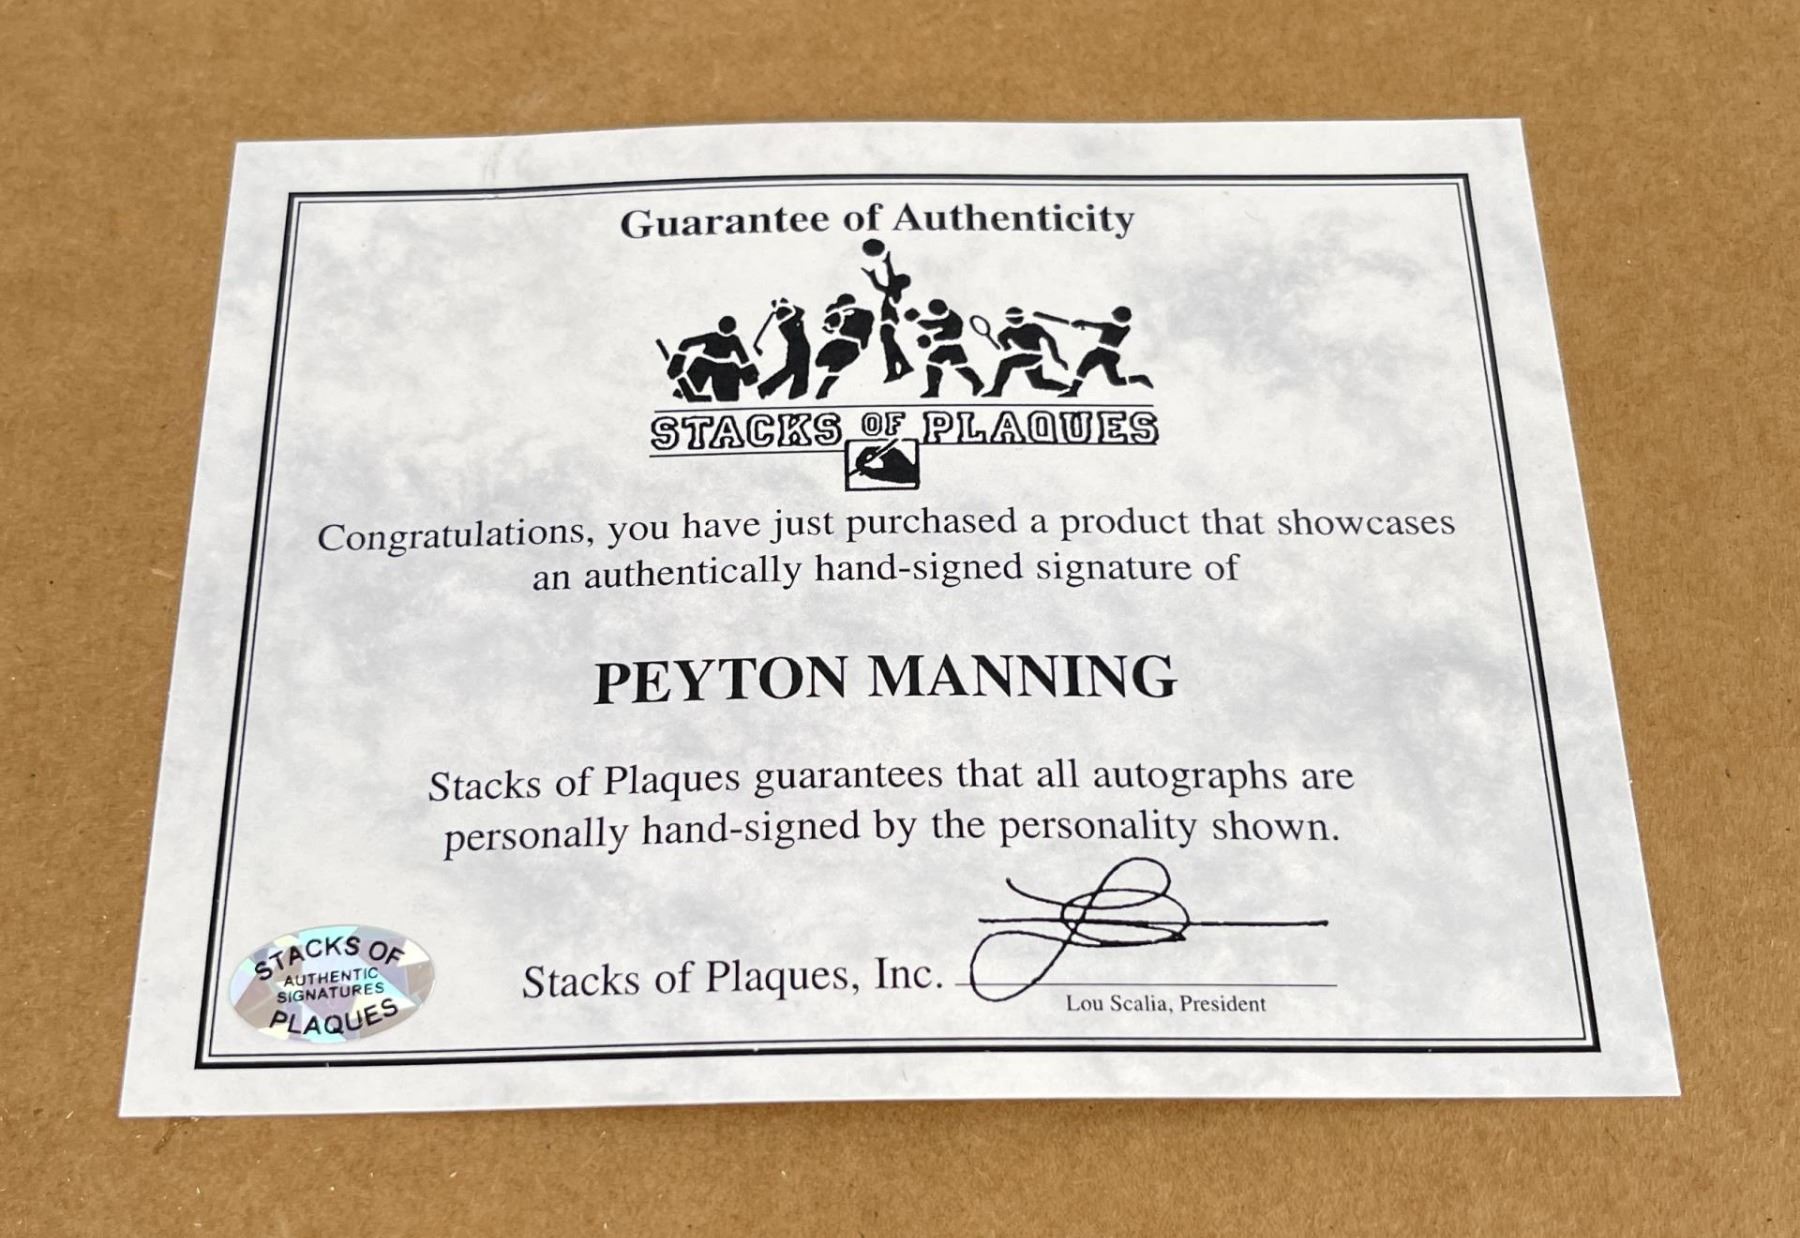 Guarantee of Authenticity
STACKS OF PLAQUES
Congratulations, you have just purchased a product that showcases
an authentically hand-signed signature of
PEYTON MANNING
Stacks of Plaques guarantees that all autographs are
personally hand-signed by the personality shown.
STACKS OF
AUTHENTIC
SIGNATURES
PLAQUES
Stacks of Plaques, Inc.
Lou Scalia, President